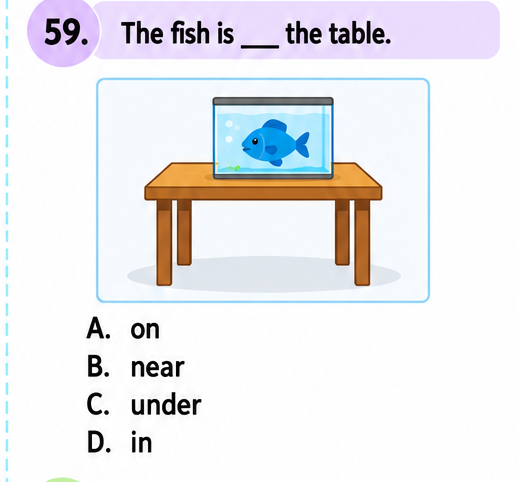 59. The fish is ___ the table.
A. on
B. near
C. under
D. in